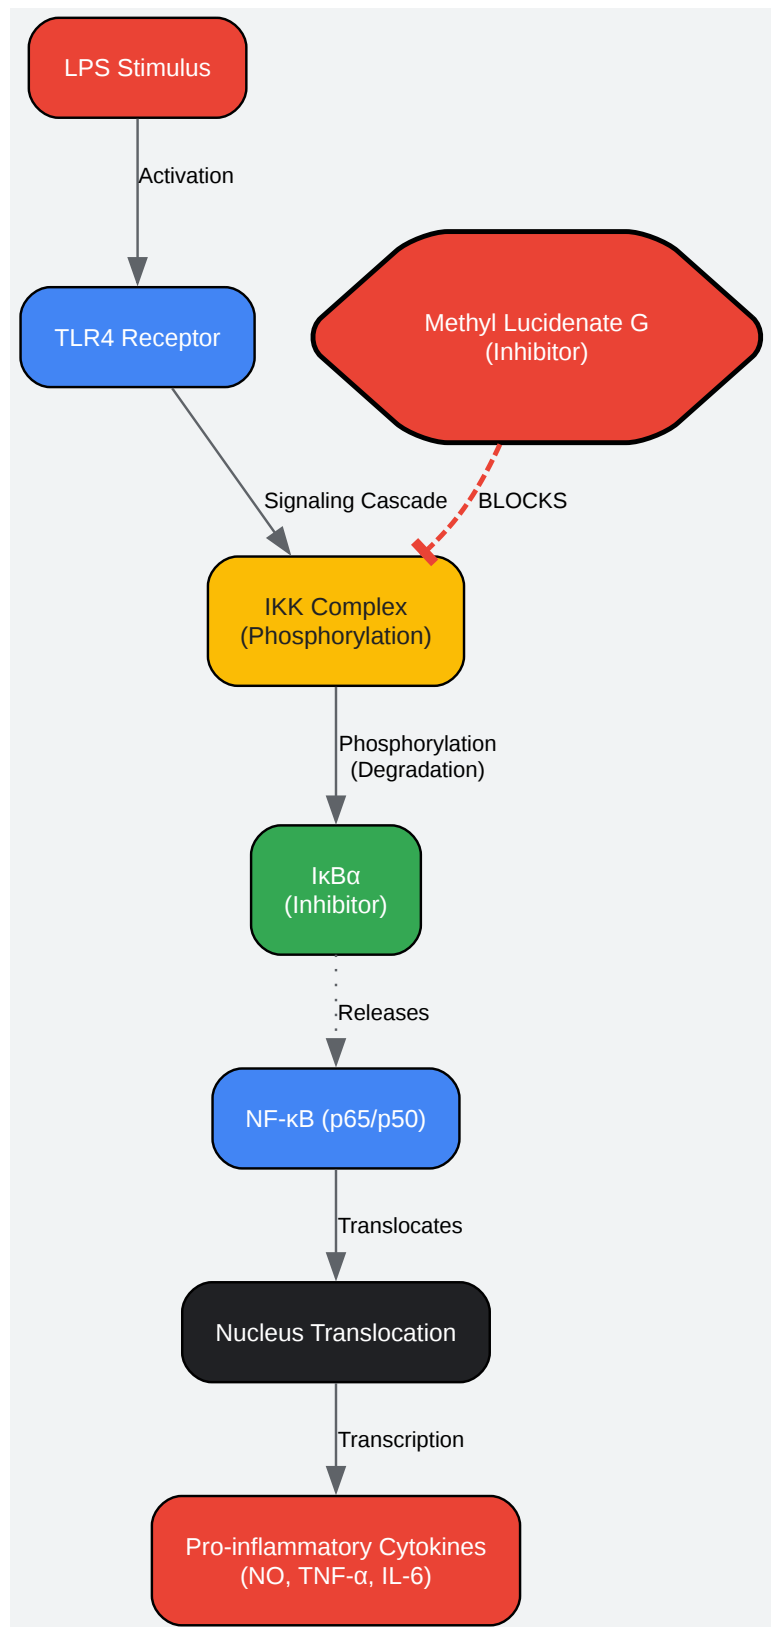 LPS Stimulus
Activation
TLR4 Receptor
Methyl Lucidenate G
(Inhibitor)
Signaling Cascade
BLOCKS
IKK Complex
(Phosphorylation)
Phosphorylation
(Degradation)
IκBα
(Inhibitor)
Releases
NF-κB (p65/p50)
Translocates
Nucleus Translocation
Transcription
Pro-inflammatory Cytokines
(NO, TNF-α, IL-6)